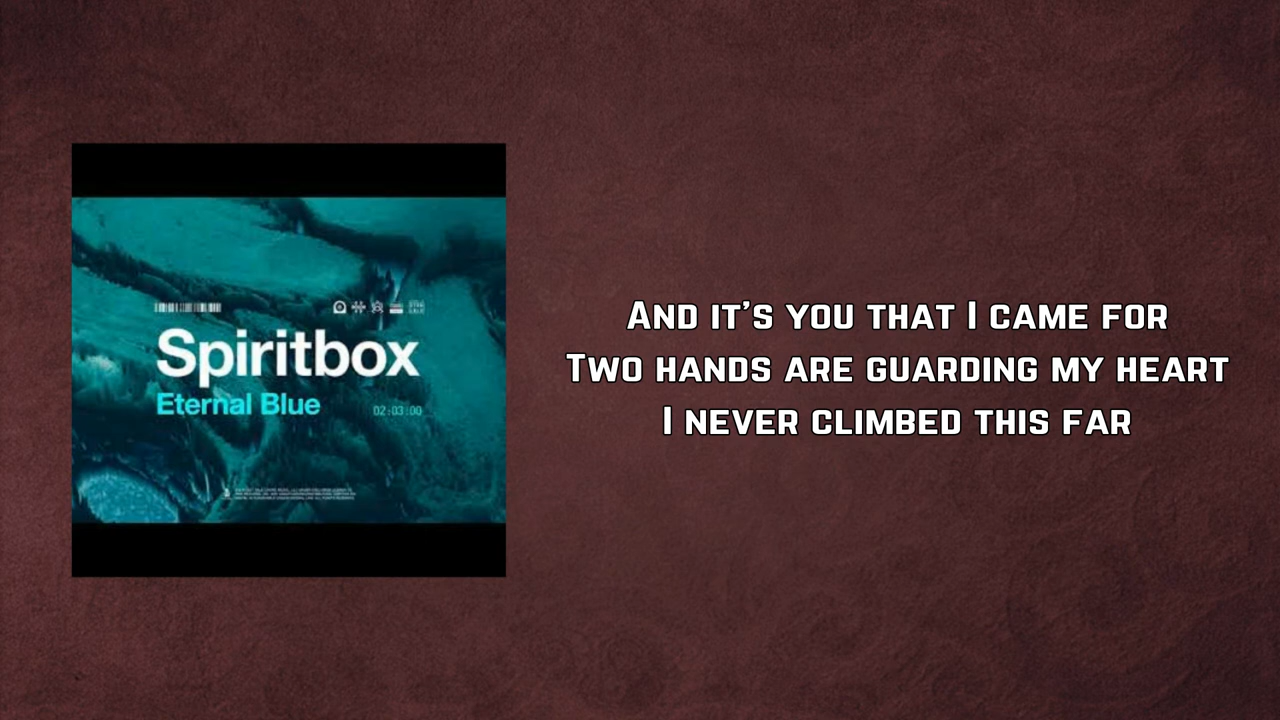 Spiritbox
Eternal Blue
02:03:00
And it's you that I came for
Two hands are guarding my heart
I never climbed this far